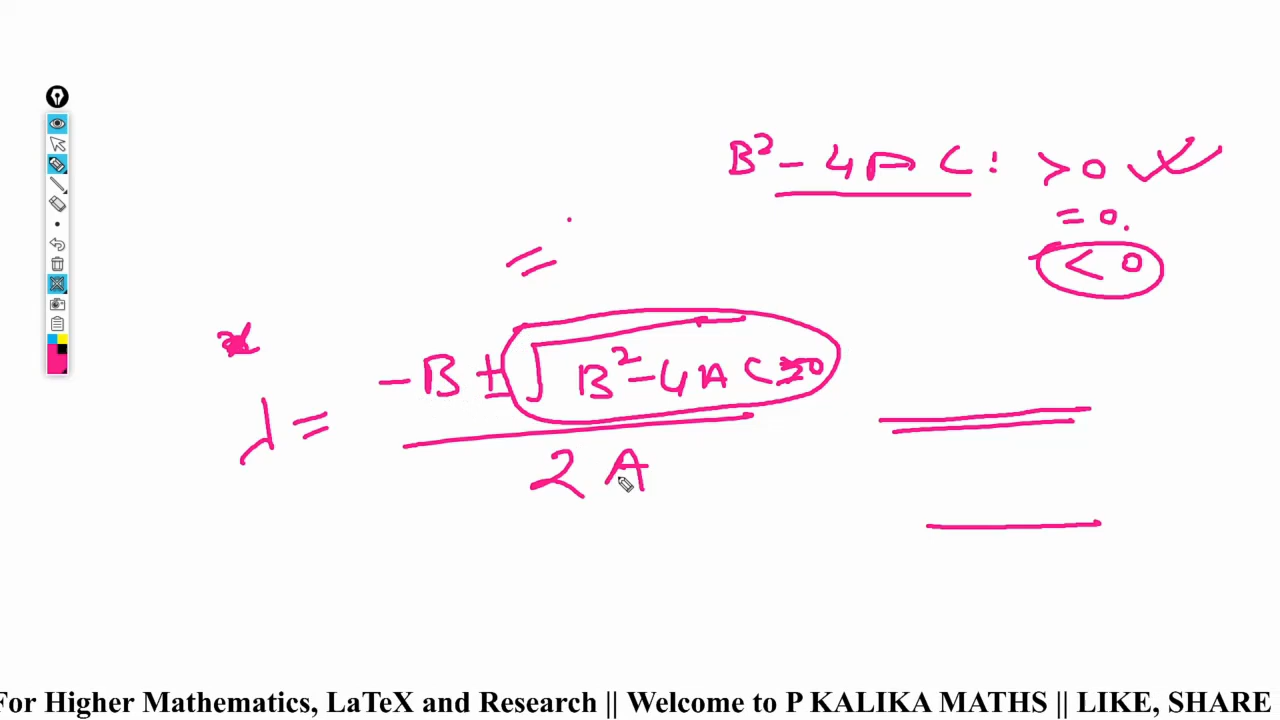 B² - 4AC : > 0
= 0.
< 0
=
λ = -B ± √B² - 4AC
2A
For Higher Mathematics, LaTeX and Research || Welcome to P KALIKA MATHS || LIKE, SHARE